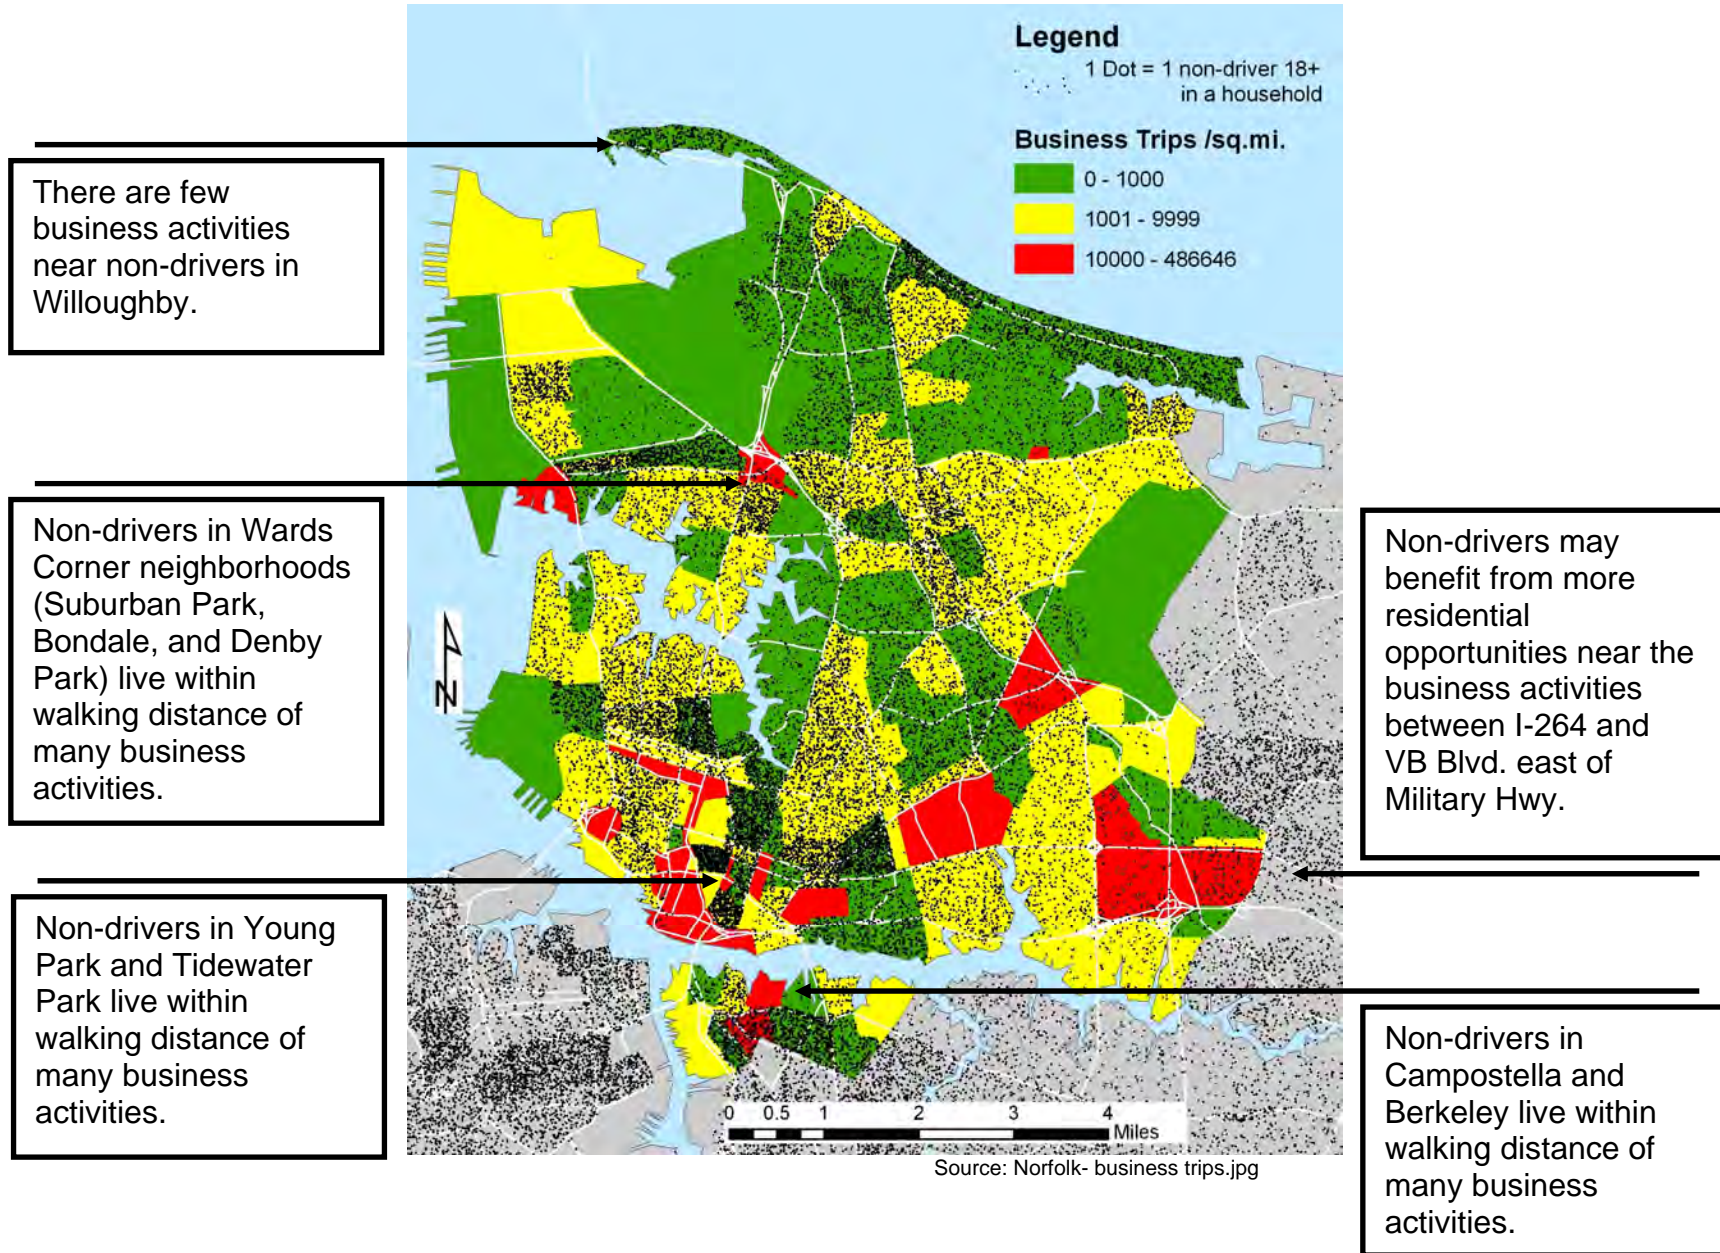 Legend
1 Dot = 1 non-driver 18+
in a household
Business Trips /sq.mi.
0 - 1000
1001 - 9999
10000 - 486646
There are few
business activities
near non-drivers in
Willoughby.
Non-drivers in Wards
Corner neighborhoods
(Suburban Park,
Bondale, and Denby
Park) live within
walking distance of
many business
activities.
Non-drivers may
benefit from more
residential
opportunities near the
business activities
between I-264 and
VB Blvd. east of
Military Hwy.
N
Non-drivers in Young
Park and Tidewater
Park live within
walking distance of
many business
activities.
Non-drivers in
Campostella and
Berkeley live within
walking distance of
many business
activities.
0 0.5 1 2 3 4
Miles
Source: Norfolk- business trips.jpg